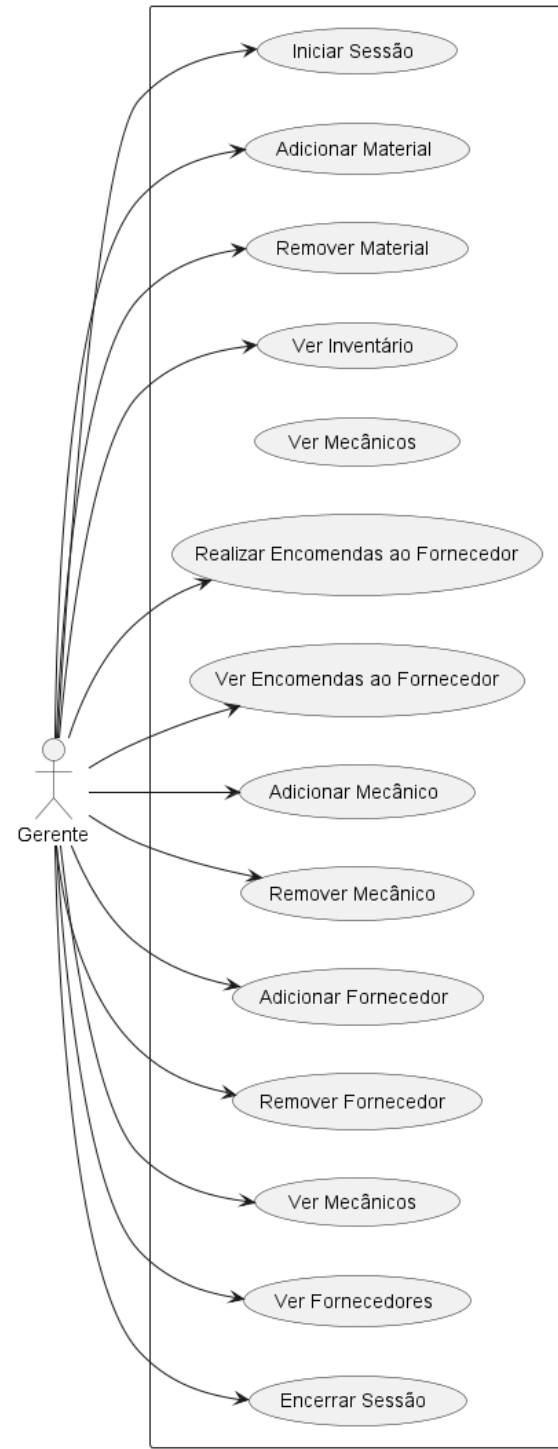 Iniciar Sessão
Adicionar Material
Remover Material
Ver Inventário
Ver Mecânicos
Realizar Encomendas ao Fornecedor
Ver Encomendas ao Fornecedor
Adicionar Mecânico
Gerente
Remover Mecânico
Adicionar Fornecedor
Remover Fornecedor
Ver Mecânicos
Ver Fornecedores
Encerrar Sessão